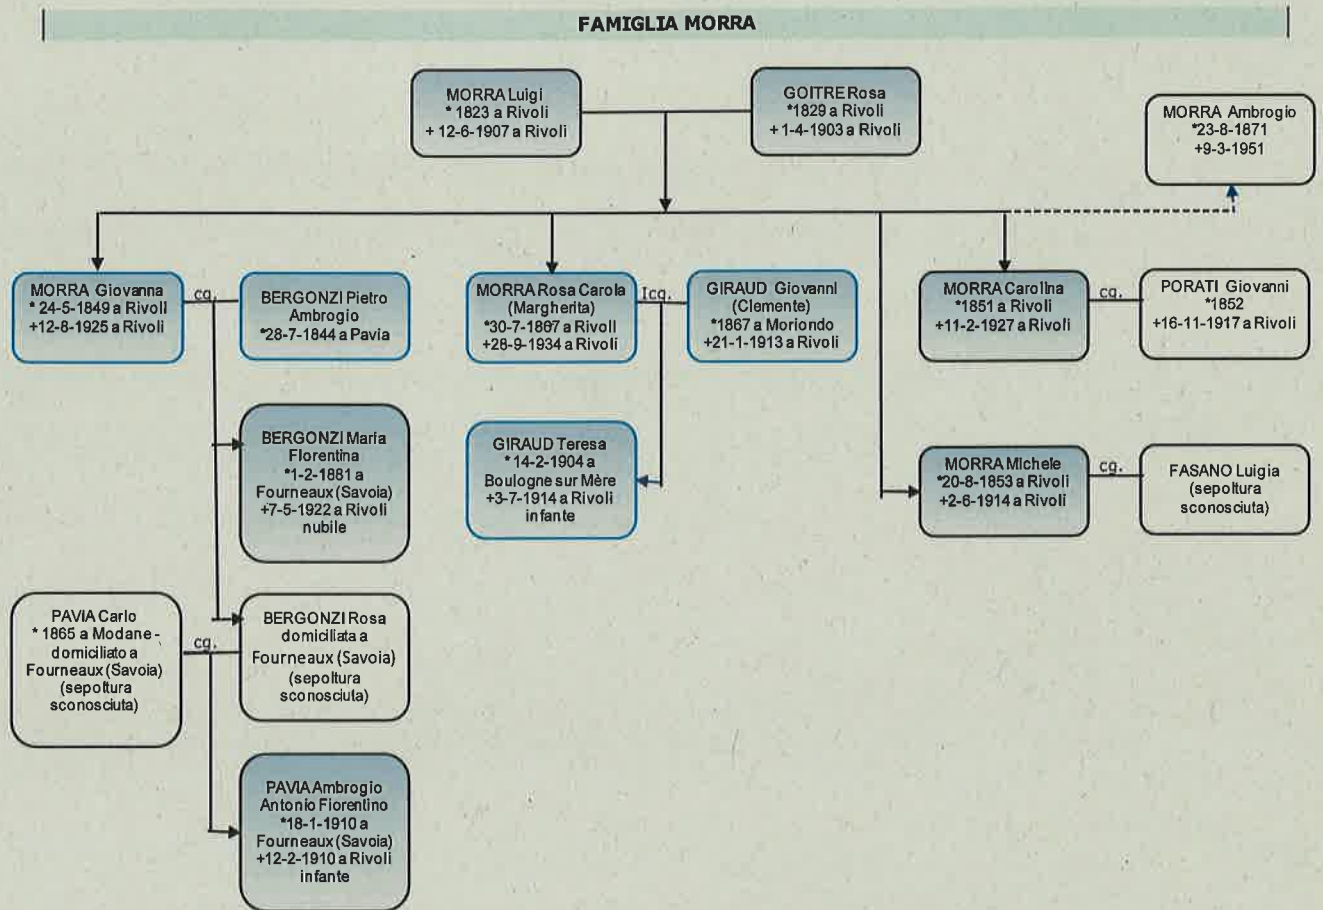 FAMIGLIA MORRA
MORRA Luigi
* 1823 a Rivoli
+ 12-6-1907 a Rivoli
GOITRE Rosa
*1829 a Rivoli
+ 1-4-1903 a Rivoli
MORRA Ambrogio
*23-8-1871
+9-3-1951
MORRA Giovanna
* 24-5-1849 a Rivoli
+12-8-1925 a Rivoli
cg.
BERGONZI Pietro
Ambrogio
*28-7-1844 a Pavia
MORRA Rosa Carola
(Margherita)
*30-7-1867 a Rivoli
+28-9-1934 a Rivoli
Icg.
GIRAUD Giovanni
(Clemente)
*1867 a Moriondo
+21-1-1913 a Rivoli
MORRA Carolina
*1851 a Rivoli
+11-2-1927 a Rivoli
cg.
PORATI Giovanni
*1852
+16-11-1917 a Rivoli
BERGONZI Maria
Florentina
*1-2-1881 a
Fourneaux (Savoia)
+7-5-1922 a Rivoli
nubile
GIRAUD Teresa
* 14-2-1904 a
Boulogne sur Mère
+3-7-1914 a Rivoli
infante
MORRA Michele
*20-8-1853 a Rivoli
+2-6-1914 a Rivoli
cg.
FASANO Luigia
(sepoltura
sconosciuta)
PAVIA Carlo
* 1865 a Modane -
domiciliato a
Fourneaux (Savoia)
(sepoltura
sconosciuta)
cg.
BERGONZI Rosa
domiciliata a
Fourneaux (Savoia)
(sepoltura
sconosciuta)
PAVIA Ambrogio
Antonio Fiorentino
*18-1-1910 a
Fourneaux (Savoia)
+12-2-1910 a Rivoli
infante